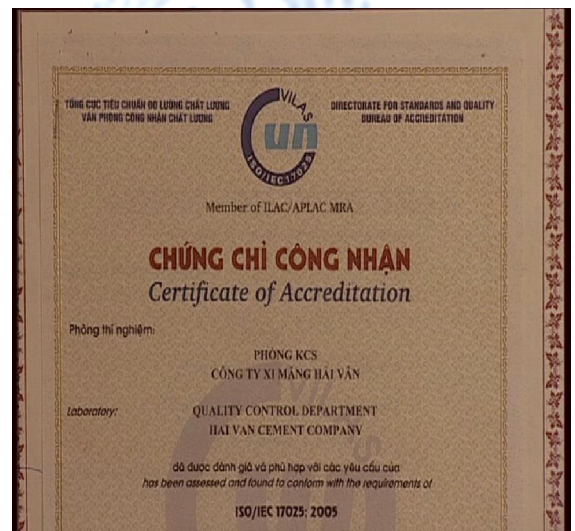 TỔNG CỤC TIÊU CHUẨN ĐO LƯỜNG CHẤT LƯỢNG
VĂN PHÒNG CÔNG NHẬN CHẤT LƯỢNG
DIRECTORATE FOR STANDARDS AND QUALITY
BUREAU OF ACCREDITATION
VILAS
ISO/IEC 17025
Member of ILAC/APLAC MRA
CHỨNG CHỈ CÔNG NHẬN
Certificate of Accreditation
Phòng thí nghiệm:
PHÒNG KCS
CÔNG TY XI MĂNG HẢI VÂN
Laboratory:
QUALITY CONTROL DEPARTMENT
HAI VAN CEMENT COMPANY
đã được đánh giá và phù hợp với các yêu cầu của
has been assessed and found to conform with the requirements of
ISO/IEC 17025: 2005